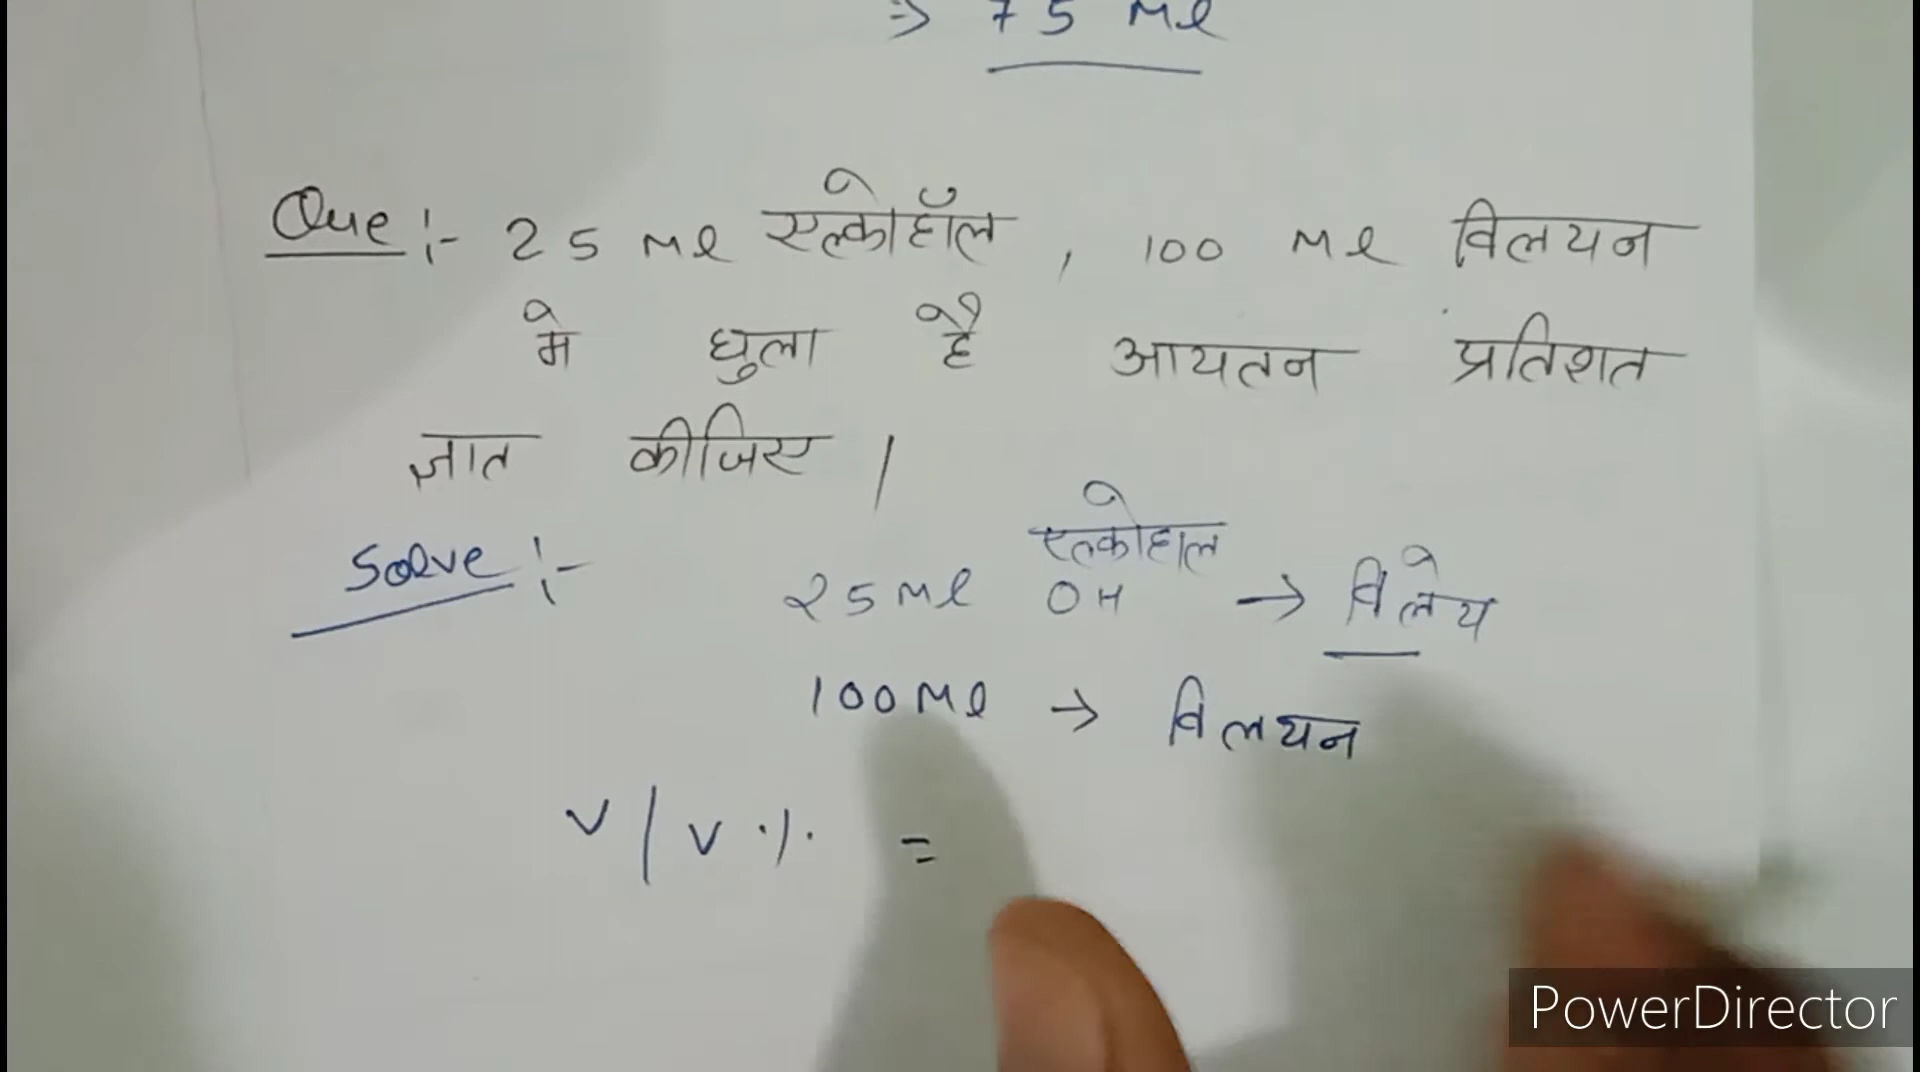 ⇒ 75 Ml
Que :- 25 Ml एल्कोहॉल , 100 Ml विलयन
मे घुला है आयतन प्रतिशत
ज्ञात कीजिए |
Solve :-
एल्कोहाल
25 Ml OH → विलेय
100 Ml → विलयन
V / V % =
PowerDirector